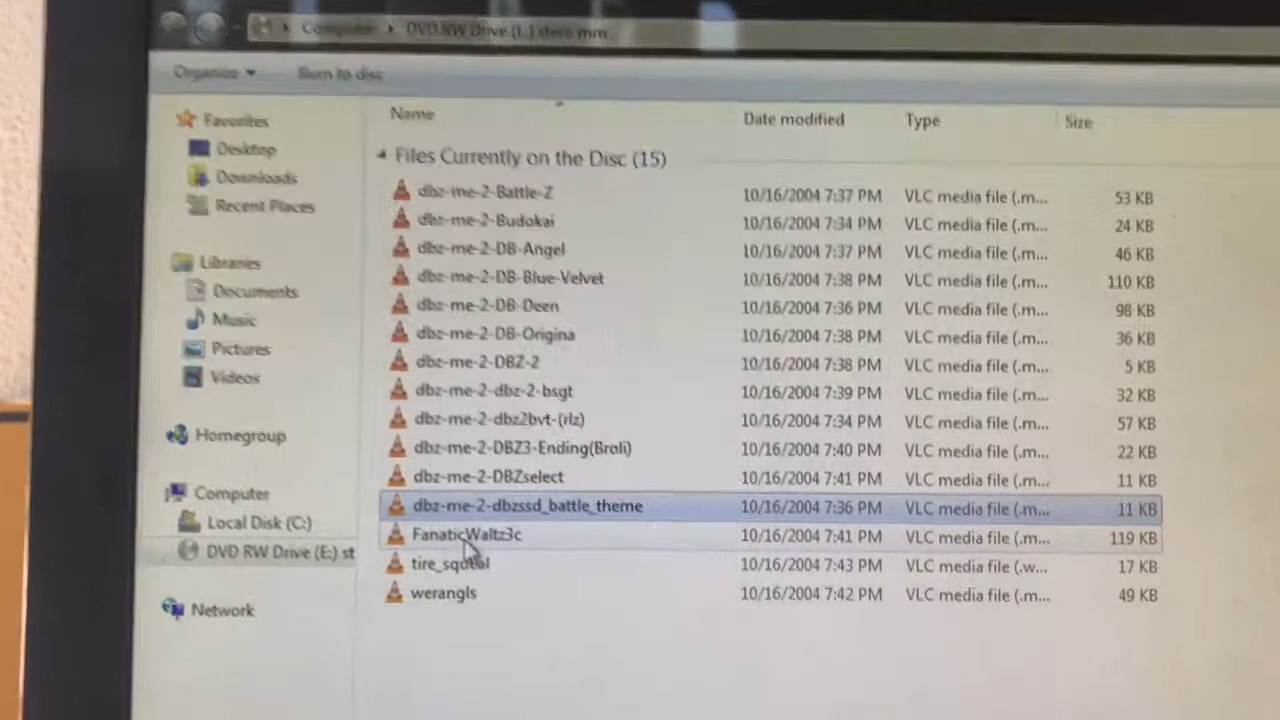 Computer ▸ DVD RW Drive (E:) stero mm
Organize ▾ Burn to disc
Favorites
Desktop
Downloads
Recent Places
Libraries
Documents
Music
Pictures
Videos
Homegroup
Computer
Local Disk (C:)
DVD RW Drive (E:) st
Network
Name Date modified Type Size
Files Currently on the Disc (15)
dbz-me-2-Battle-Z 10/16/2004 7:37 PM VLC media file (.m... 53 KB
dbz-me-2-Budokai 10/16/2004 7:34 PM VLC media file (.m... 24 KB
dbz-me-2-DB-Angel 10/16/2004 7:37 PM VLC media file (.m... 46 KB
dbz-me-2-DB-Blue-Velvet 10/16/2004 7:38 PM VLC media file (.m... 110 KB
dbz-me-2-DB-Deen 10/16/2004 7:36 PM VLC media file (.m... 98 KB
dbz-me-2-DB-Origina 10/16/2004 7:38 PM VLC media file (.m... 36 KB
dbz-me-2-DBZ-2 10/16/2004 7:38 PM VLC media file (.m... 5 KB
dbz-me-2-dbz-2-bsgt 10/16/2004 7:39 PM VLC media file (.m... 32 KB
dbz-me-2-dbz2bvt-(rlz) 10/16/2004 7:34 PM VLC media file (.m... 57 KB
dbz-me-2-DBZ3-Ending(Broli) 10/16/2004 7:40 PM VLC media file (.m... 22 KB
dbz-me-2-DBZselect 10/16/2004 7:41 PM VLC media file (.m... 11 KB
dbz-me-2-dbzssd_battle_theme 10/16/2004 7:36 PM VLC media file (.m... 11 KB
FanaticWaltz3c 10/16/2004 7:41 PM VLC media file (.m... 119 KB
tire_squeal 10/16/2004 7:43 PM VLC media file (.w... 17 KB
werangls 10/16/2004 7:42 PM VLC media file (.m... 49 KB